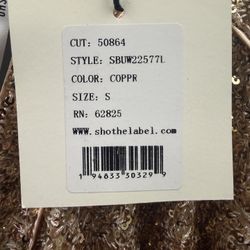 CUT: 50864
STYLE: SBUW22577L
COLOR: COPPR
SIZE: S
RN: 62825
www.shothelabel.com
1 94833 30329 9